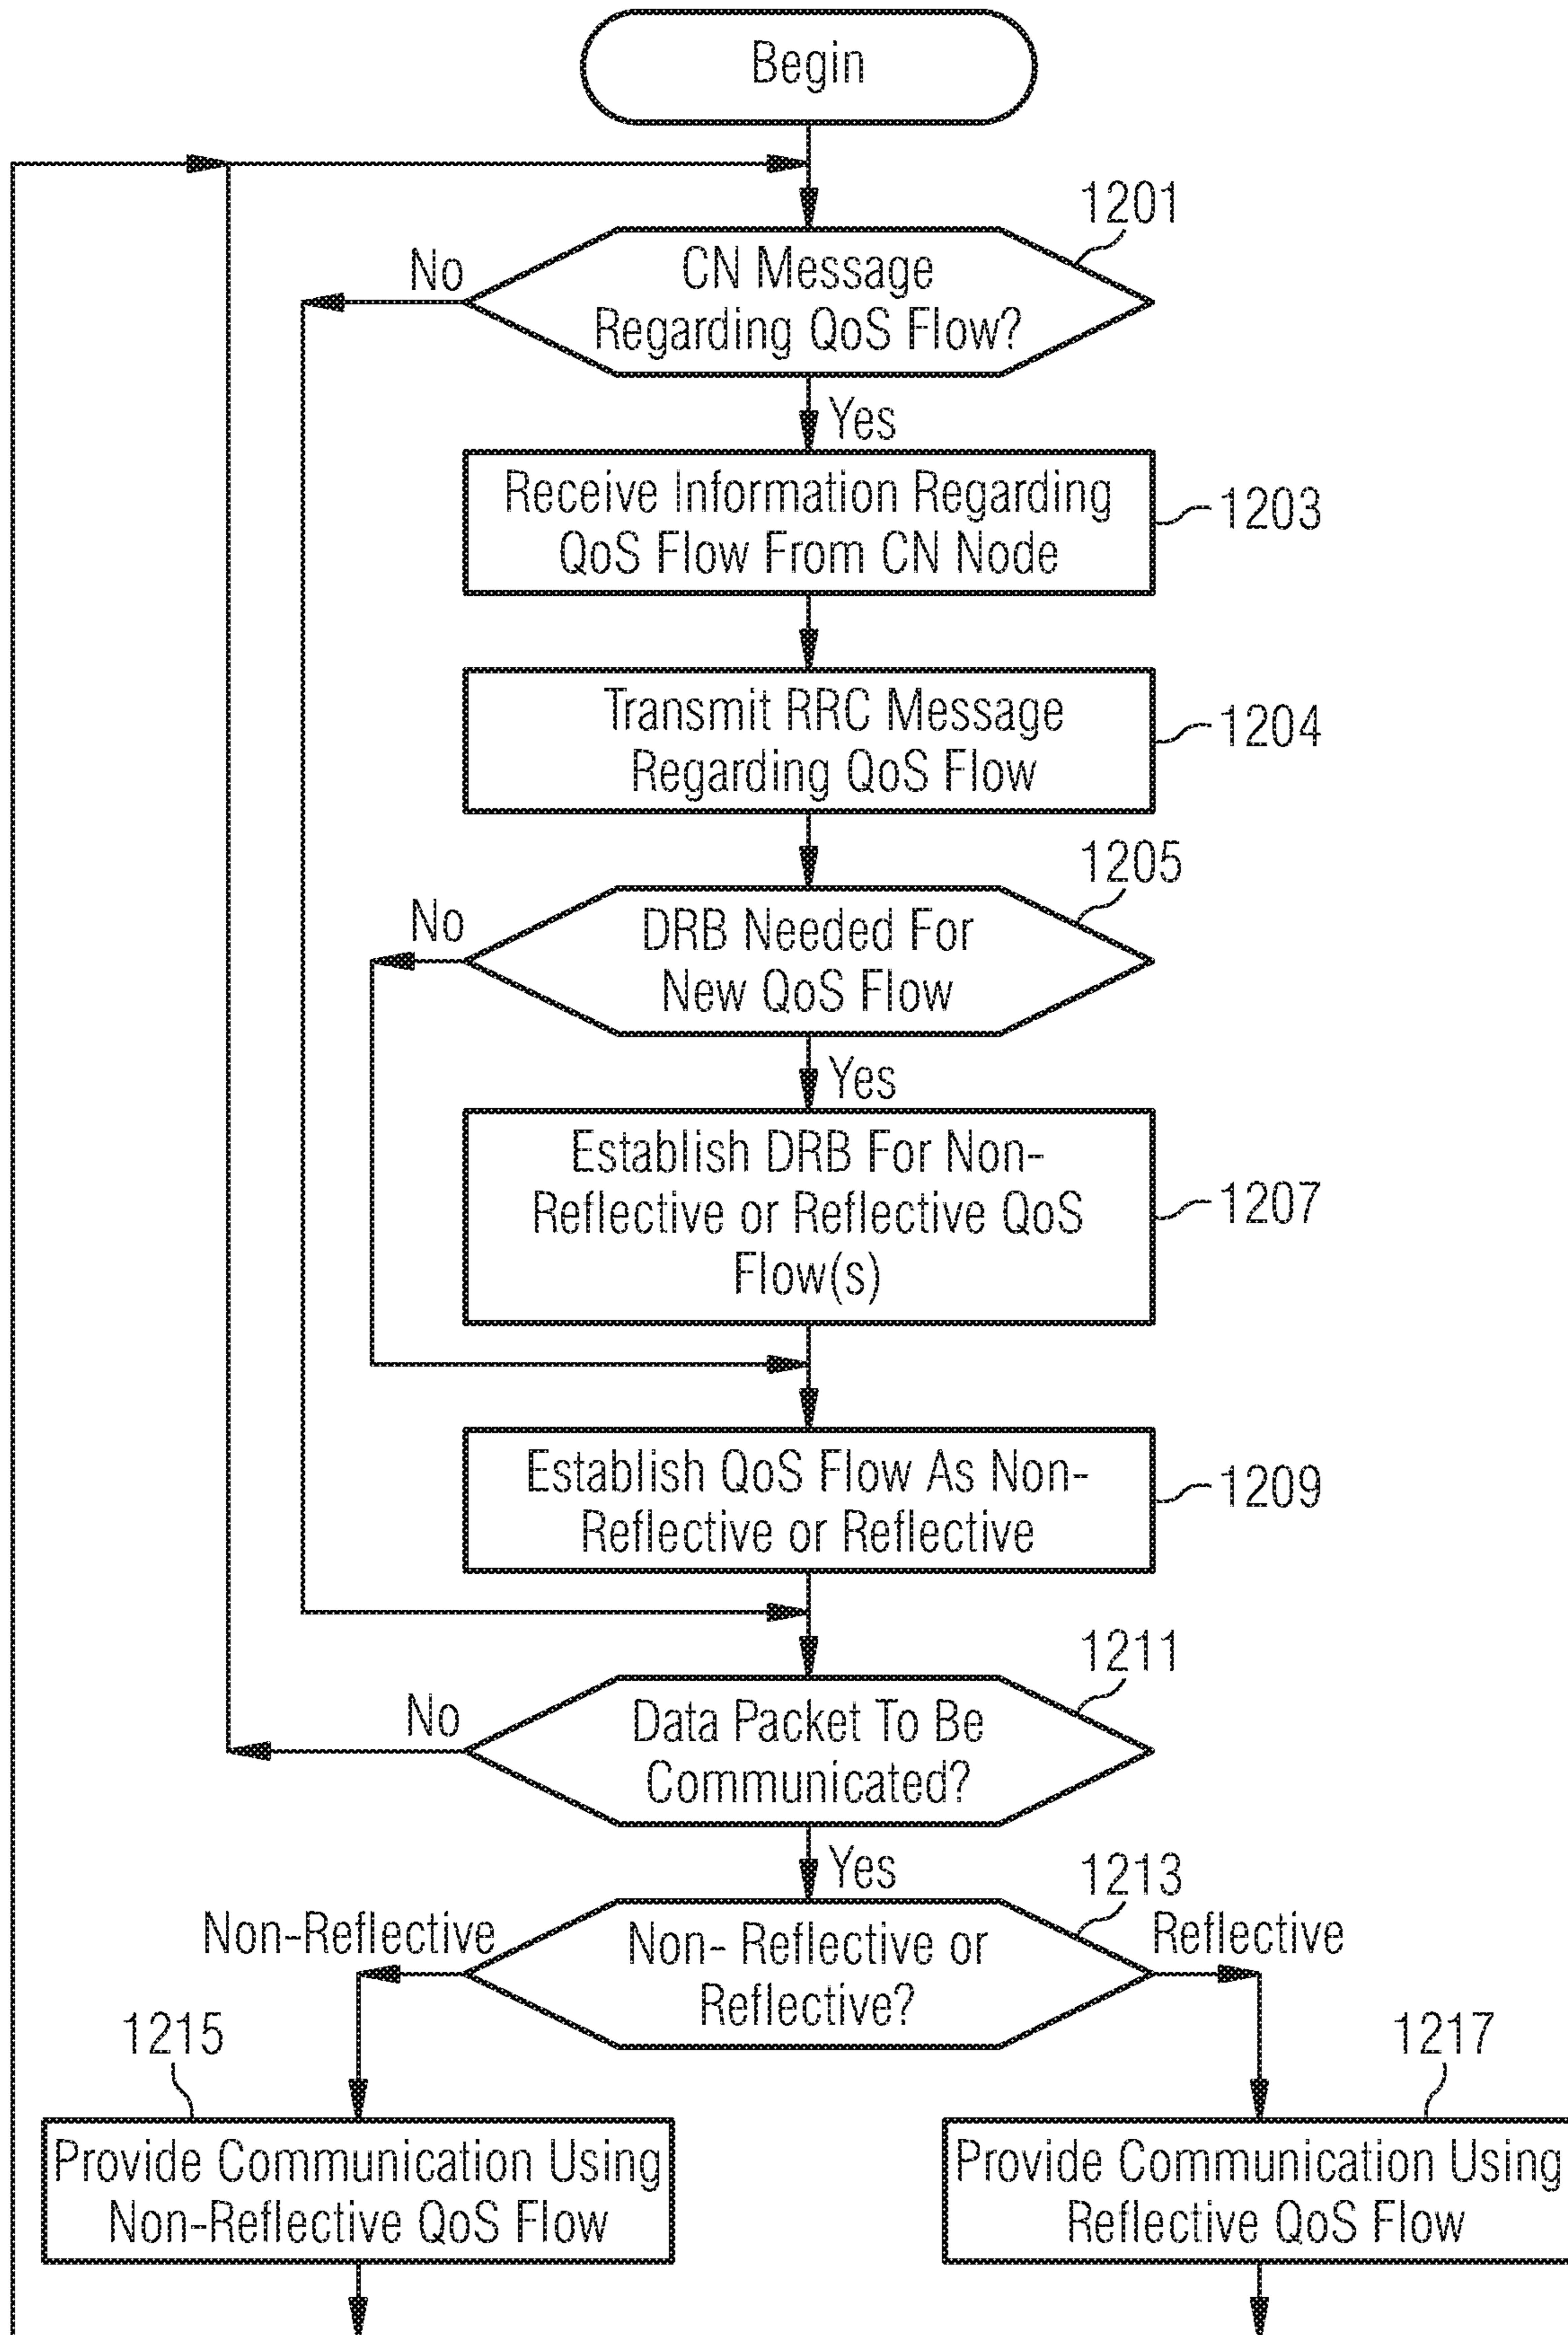 Begin
1201
No
CN Message
Regarding QoS Flow?
Yes
Receive Information Regarding
QoS Flow From CN Node
1203
Transmit RRC Message
Regarding QoS Flow
1204
1205
No
DRB Needed For
New QoS Flow
Yes
Establish DRB For Non-
Reflective or Reflective QoS
Flow(s)
1207
Establish QoS Flow As Non-
Reflective or Reflective
1209
1211
No
Data Packet To Be
Communicated?
Yes
1213
Non-Reflective
Non- Reflective or
Reflective?
Reflective
1215
1217
Provide Communication Using
Non-Reflective QoS Flow
Provide Communication Using
Reflective QoS Flow